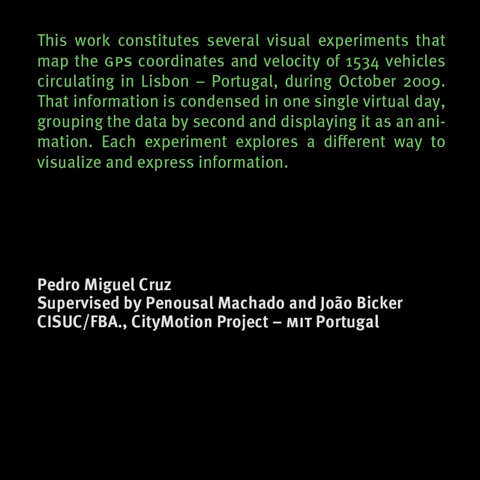 This work constitutes several visual experiments that
map the GPS coordinates and velocity of 1534 vehicles
circulating in Lisbon – Portugal, during October 2009.
That information is condensed in one single virtual day,
grouping the data by second and displaying it as an ani-
mation. Each experiment explores a different way to
visualize and express information.
Pedro Miguel Cruz
Supervised by Penousal Machado and João Bicker
CISUC/FBA., CityMotion Project – MIT Portugal